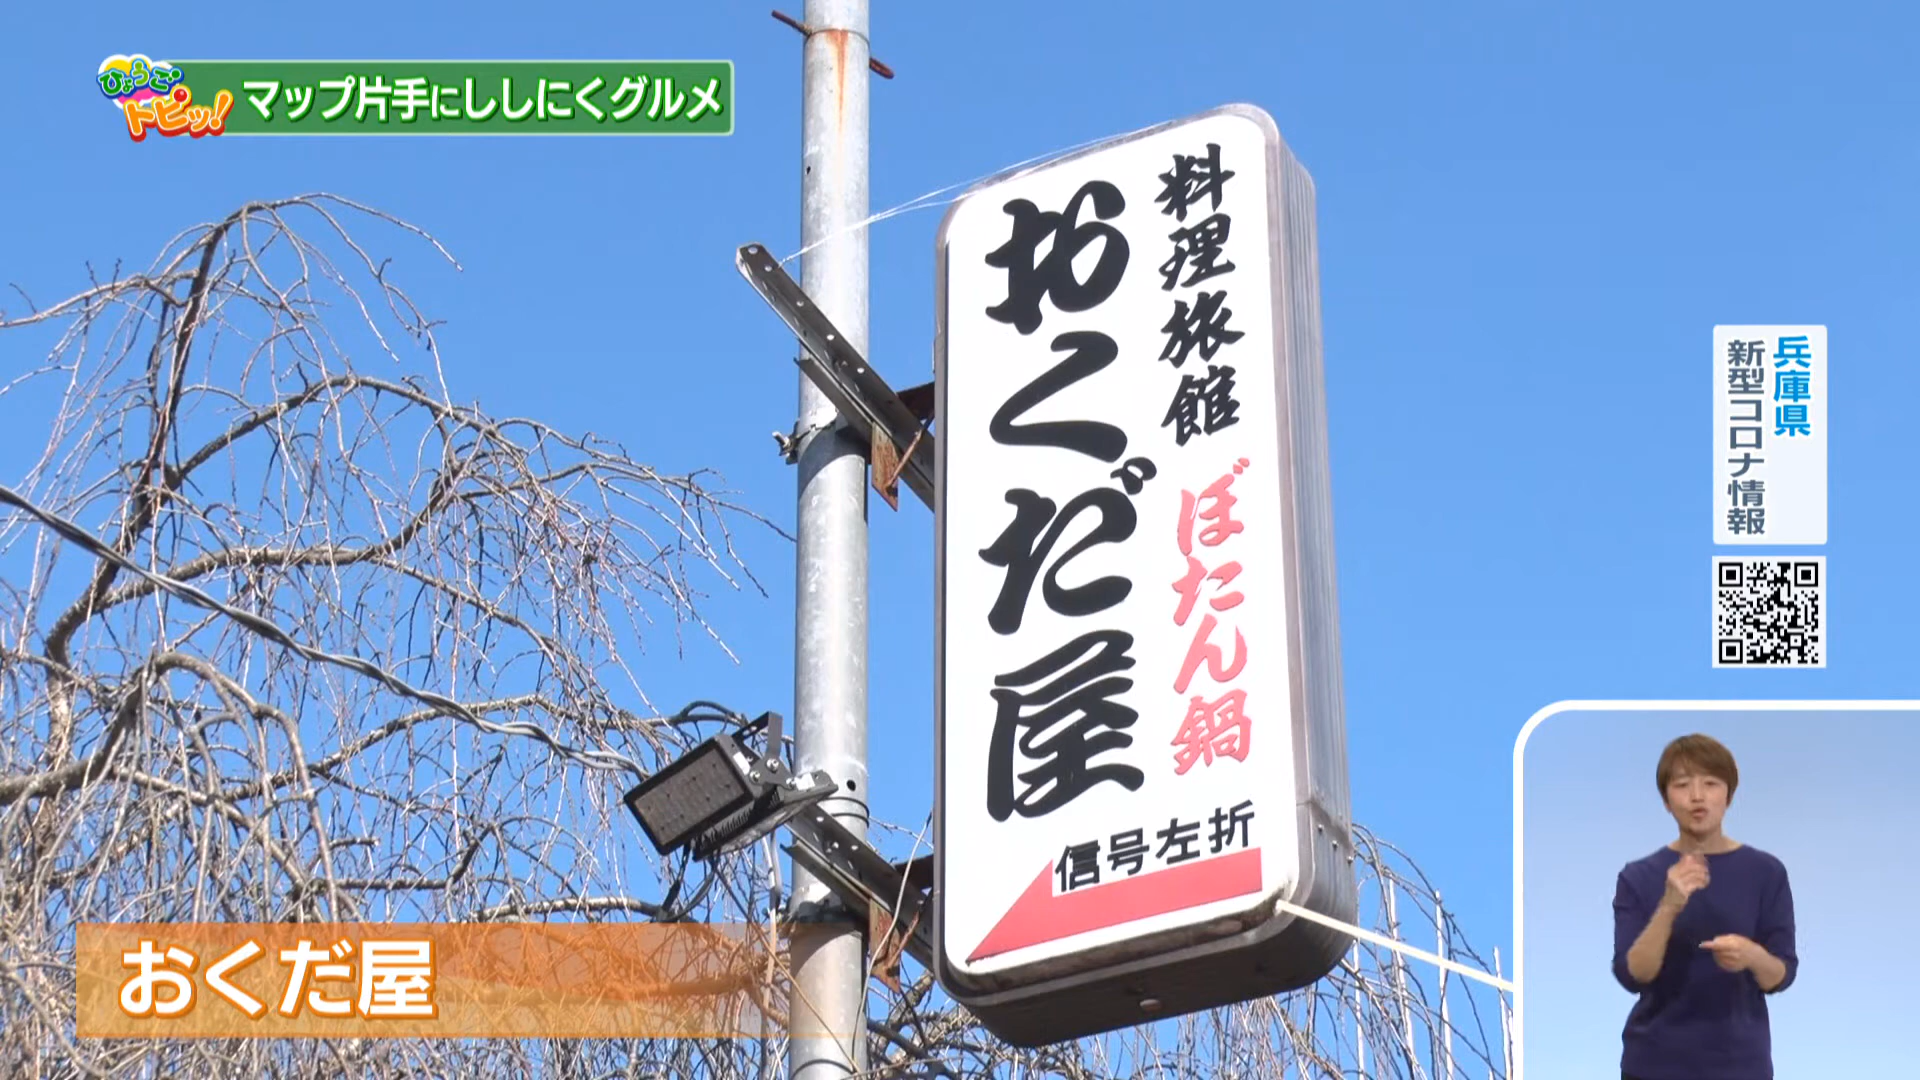 ひょうご
トピッ!
マップ片手にししにくグルメ
料理旅館
ぼたん鍋
おくだ屋
信号左折
兵庫県
新型コロナ情報
おくだ屋